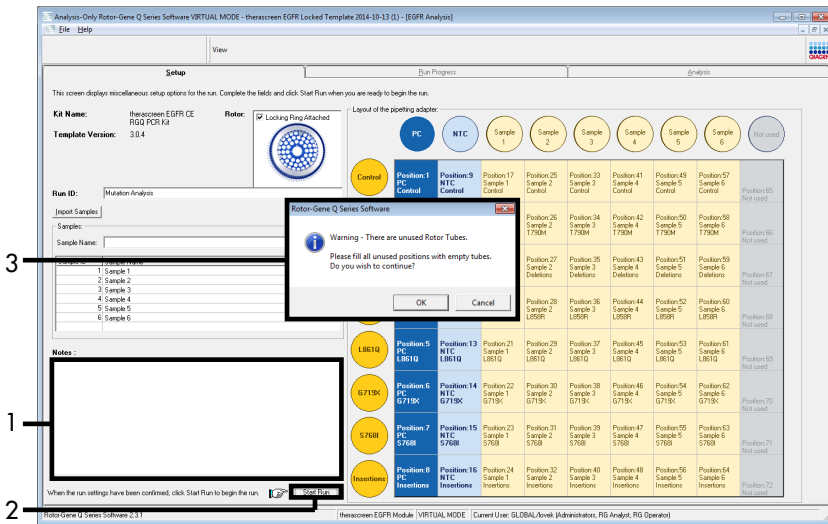 Analysis-Only Rotor-Gene Q Series Software VIRTUAL MODE - therascreen EGFR Locked Template 2014-10-13 (1) - [EGFR Analysis]
File Help
View
QIAGEN
Setup Run Progress Analysis
This screen displays miscellaneous setup options for the run. Complete the fields and click Start Run when you are ready to begin the run.
Kit Name: therascreen EGFR CE RGQ PCR Kit
Template Version: 3.0.4
Rotor:
Locking Ring Attached
Run ID: Mutation Analysis
Import Samples
Samples:
Sample Name:
Sample Name
1 Sample 1
2 Sample 2
3 Sample 3
4 Sample 4
5 Sample 5
6 Sample 6
Notes :
When the run settings have been confirmed, click Start Run to begin the run. Start Run
Layout of the pipetting adapter:
PC NTC Sample 1 Sample 2 Sample 3 Sample 4 Sample 5 Sample 6 Not used
Control
Position:1 Position:9 Position:17 Position:25 Position:33 Position:41 Position:49 Position:57
PC NTC Sample 1 Sample 2 Sample 3 Sample 4 Sample 5 Sample 6 Position:65
Control Control Control Control Control Control Control Control Not used
Position:26 Position:34 Position:42 Position:50 Position:58
Sample 2 Sample 3 Sample 4 Sample 5 Sample 6 Position:66
T790M T790M T790M T790M T790M Not used
Position:27 Position:35 Position:43 Position:51 Position:59
Sample 2 Sample 3 Sample 4 Sample 5 Sample 6 Position:67
Deletions Deletions Deletions Deletions Deletions Not used
Position:28 Position:36 Position:44 Position:52 Position:60
Sample 2 Sample 3 Sample 4 Sample 5 Sample 6 Position:68
L858R L858R L858R L858R L858R Not used
L861Q
Position:5 Position:13 Position:21 Position:29 Position:37 Position:45 Position:53 Position:61
PC NTC Sample 1 Sample 2 Sample 3 Sample 4 Sample 5 Sample 6 Position:69
L861Q L861Q L861Q L861Q L861Q L861Q L861Q L861Q Not used
G719X
Position:6 Position:14 Position:22 Position:30 Position:38 Position:46 Position:54 Position:62
PC NTC Sample 1 Sample 2 Sample 3 Sample 4 Sample 5 Sample 6 Position:70
G719X G719X G719X G719X G719X G719X G719X G719X Not used
S768I
Position:7 Position:15 Position:23 Position:31 Position:39 Position:47 Position:55 Position:63
PC NTC Sample 1 Sample 2 Sample 3 Sample 4 Sample 5 Sample 6 Position:71
S768I S768I S768I S768I S768I S768I S768I S768I Not used
Insertions
Position:8 Position:16 Position:24 Position:32 Position:40 Position:48 Position:56 Position:64
PC NTC Sample 1 Sample 2 Sample 3 Sample 4 Sample 5 Sample 6 Position:72
Insertions Insertions Insertions Insertions Insertions Insertions Insertions Insertions Not used
Rotor-Gene Q Series Software
Warning - There are unused Rotor Tubes.
Please fill all unused positions with empty tubes.
Do you wish to continue?
OK Cancel
3
1
2
Rotor-Gene Q Series Software 2.3.1 therascreen EGFR Module VIRTUAL MODE Current User: GLOBAL/lovek (Administrators, RG Analyst, RG Operator)